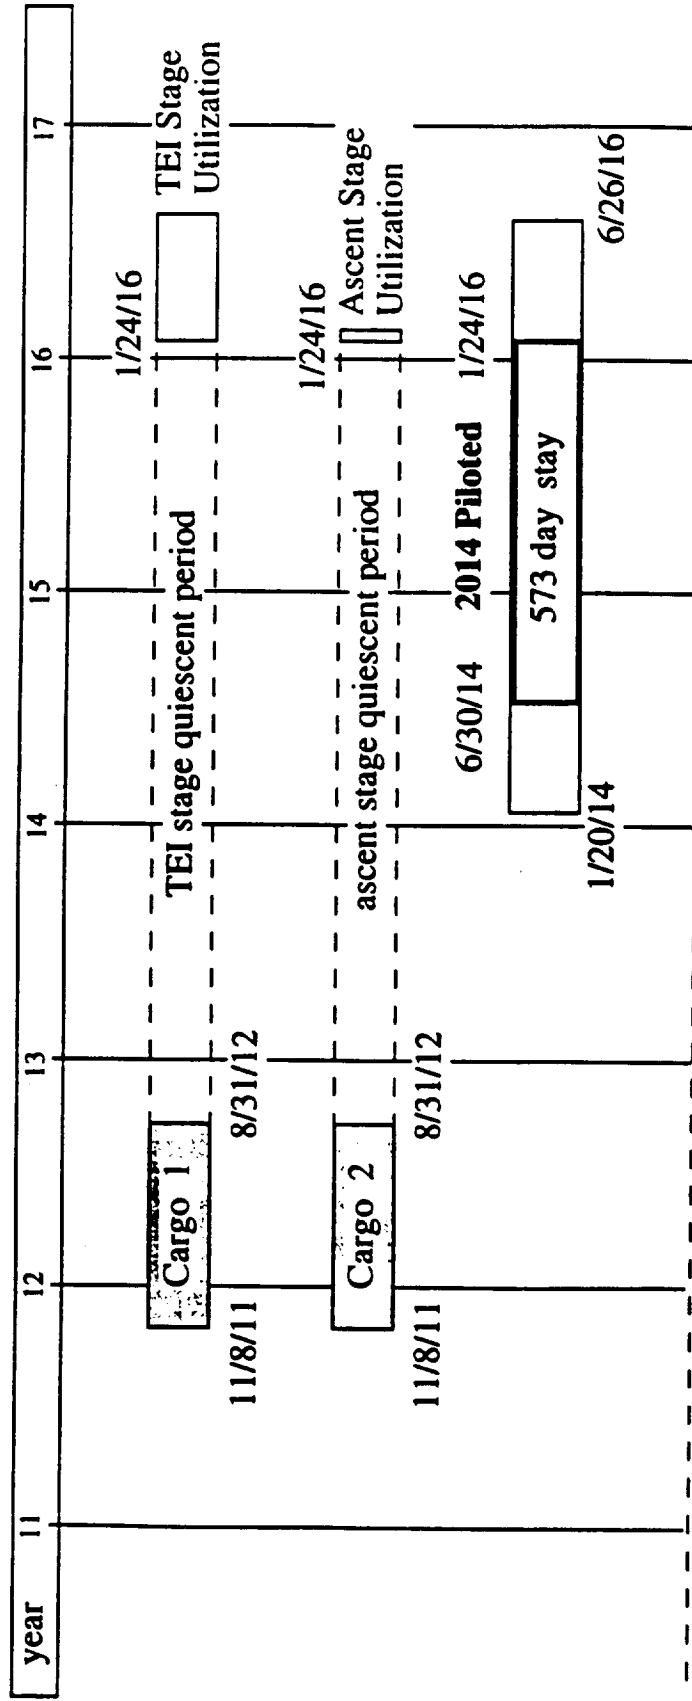 year 11 12 13 14 15 16 17
Cargo 1
11/8/11
8/31/12
TEI stage quiescent period
1/24/16
TEI Stage
Utilization
Cargo 2
11/8/11
8/31/12
ascent stage quiescent period
1/24/16
Ascent Stage
Utilization
2014 Piloted
6/30/14
1/24/16
573 day stay
1/20/14
6/26/16